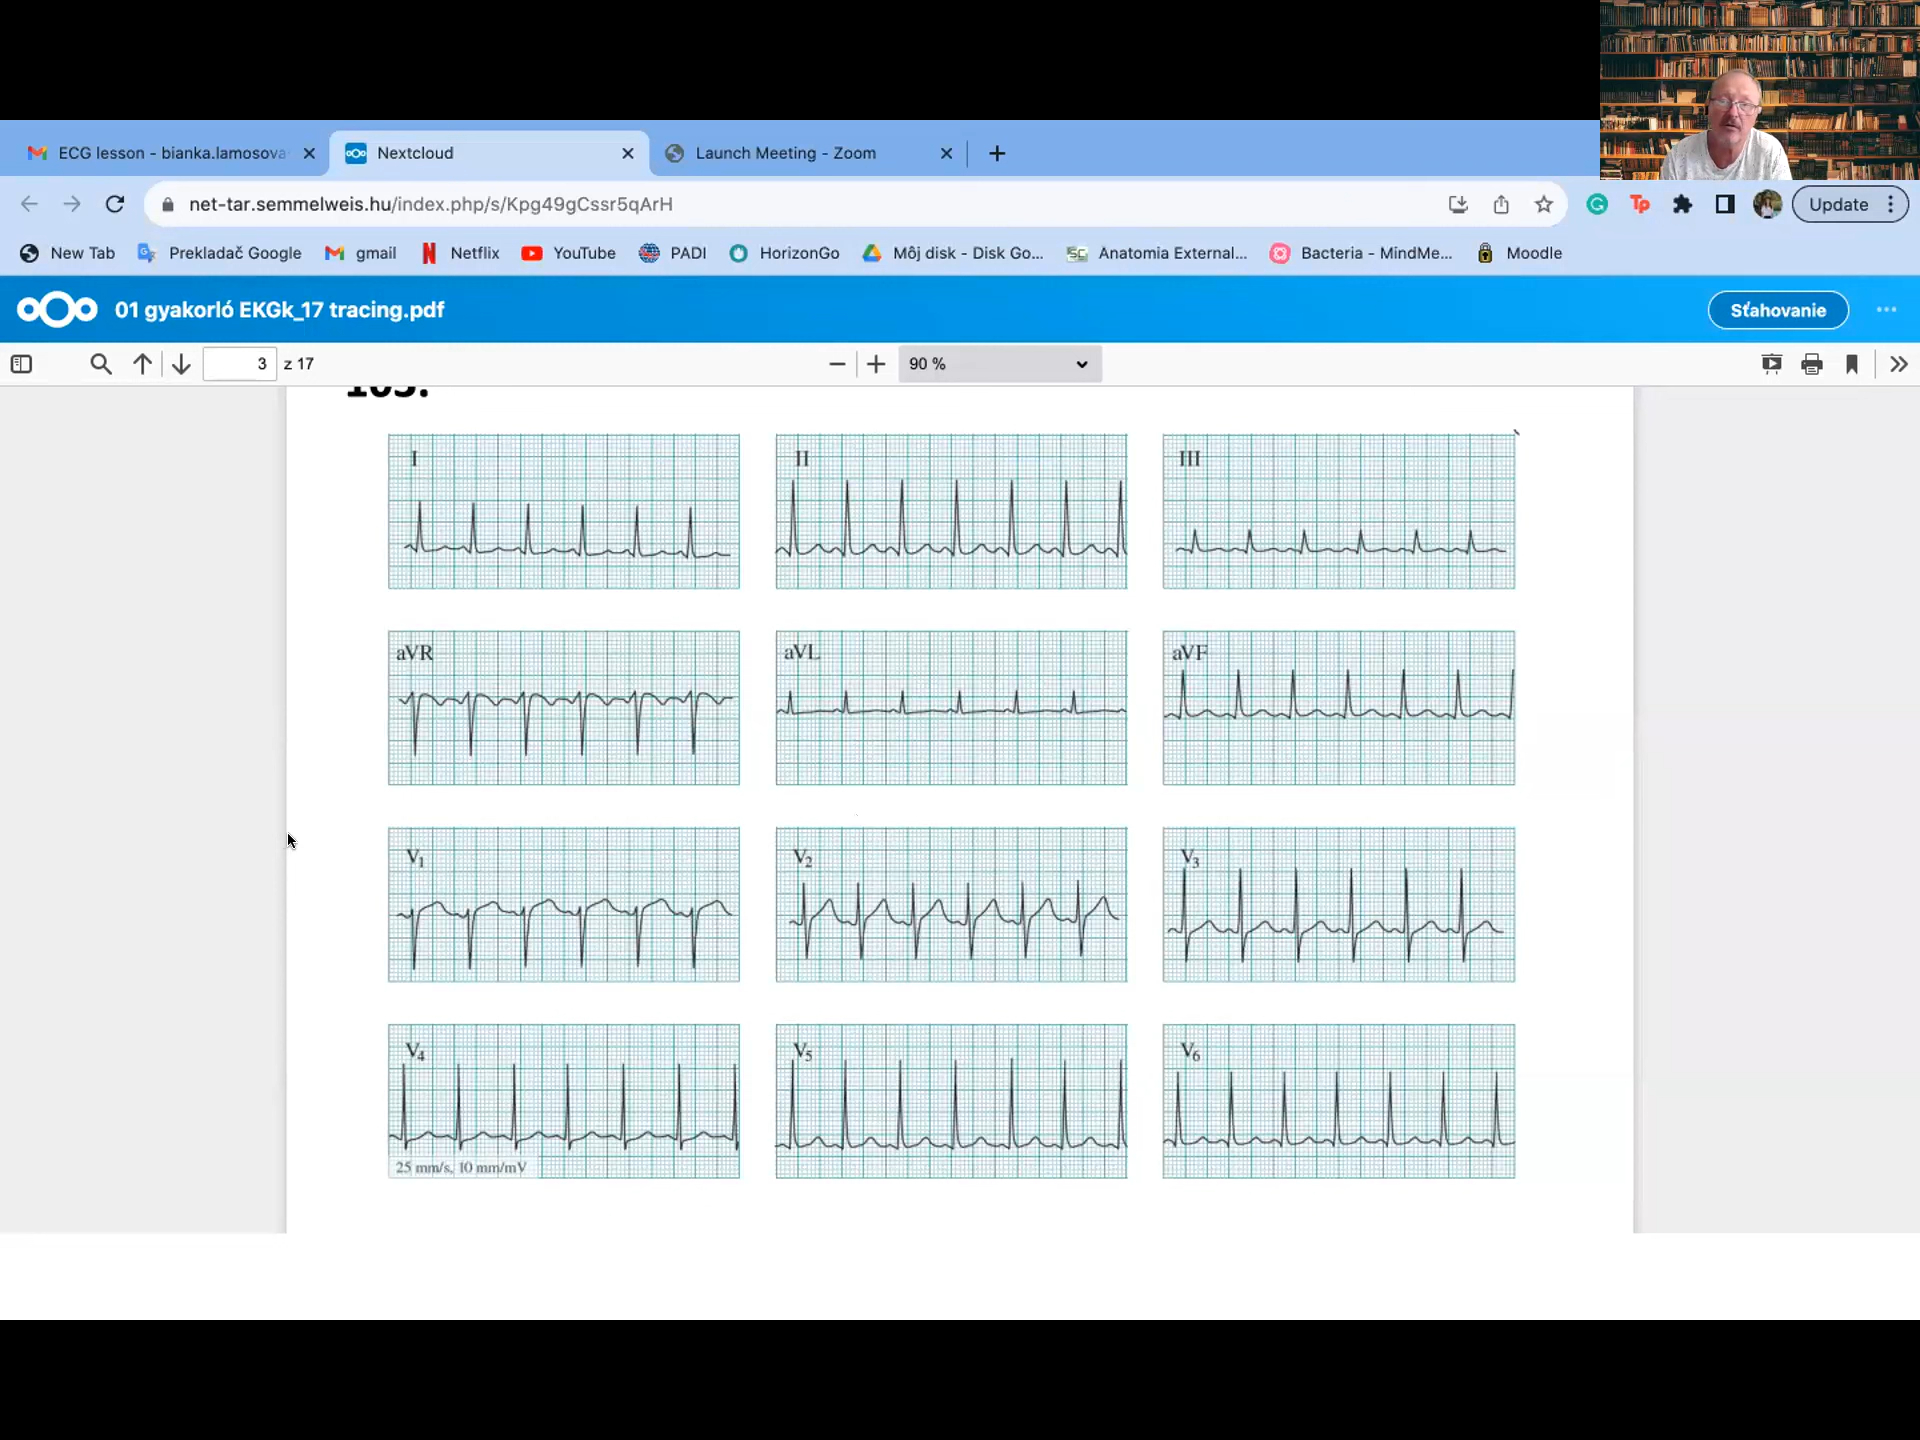 ECG lesson - bianka.lamosova
Nextcloud
Launch Meeting - Zoom
net-tar.semmelweis.hu/index.php/s/Kpg49gCssr5qArH
Update
New Tab
Prekladač Google
gmail
Netflix
YouTube
PADI
HorizonGo
Môj disk - Disk Go...
Anatomia External...
Bacteria - MindMe...
Moodle
01 gyakorló EKGk_17 tracing.pdf
Sťahovanie
3 z 17
90 %
I
II
III
aVR
aVL
aVF
V1
V2
V3
V4
V5
V6
25 mm/s, 10 mm/mV